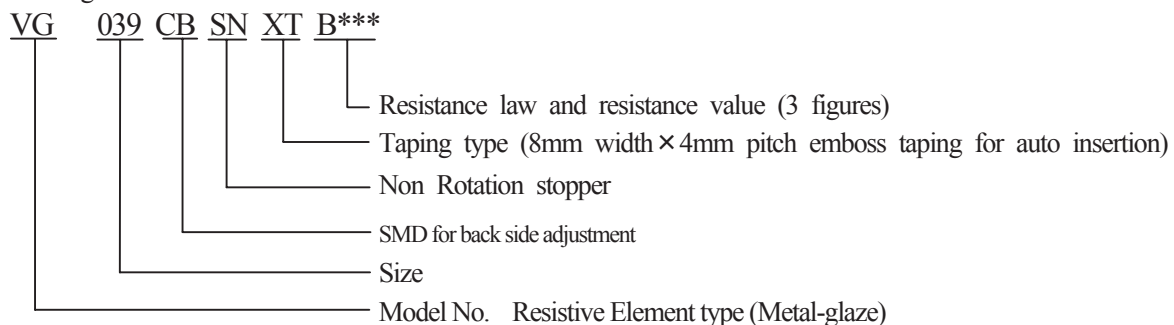 VG 039 CB SN XT B***
Resistance law and resistance value (3 figures)
Taping type (8mm width×4mm pitch emboss taping for auto insertion)
Non Rotation stopper
SMD for back side adjustment
Size
Model No. Resistive Element type (Metal-glaze)